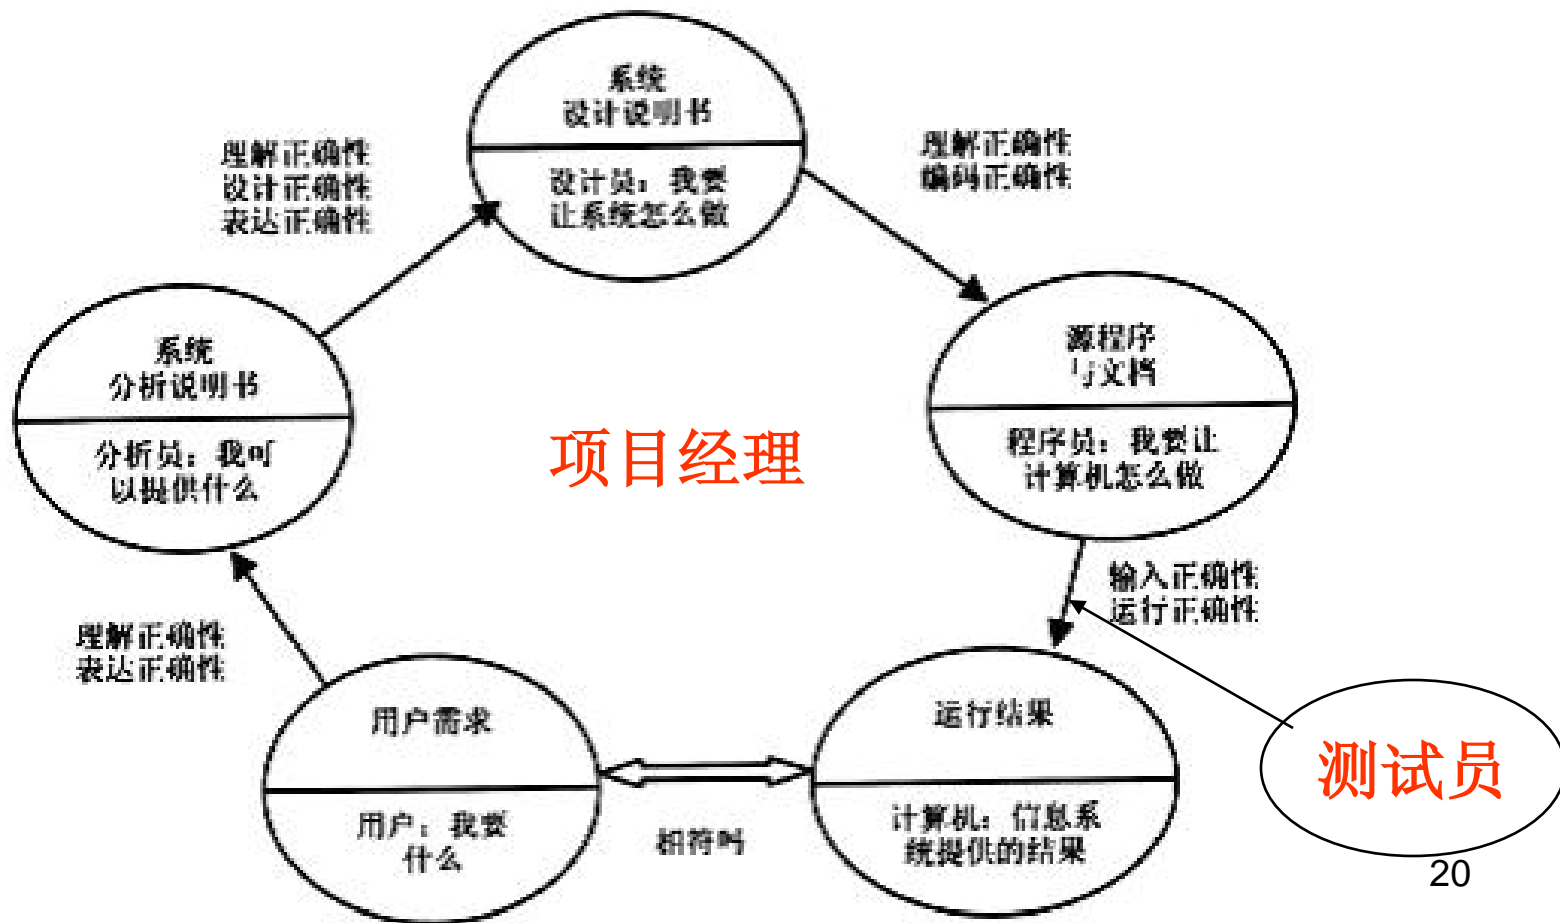 系统
设计说明书
设计员：我要
让系统怎么做
理解正确性
设计正确性
表达正确性
理解正确性
编码正确性
系统
分析说明书
分析员：我可
以提供什么
项目经理
源程序
与文档
程序员：我要让
计算机怎么做
输入正确性
运行正确性
理解正确性
表达正确性
用户需求
用户：我要
什么
相符吗
运行结果
计算机：信息系
统提供的结果
测试员
20